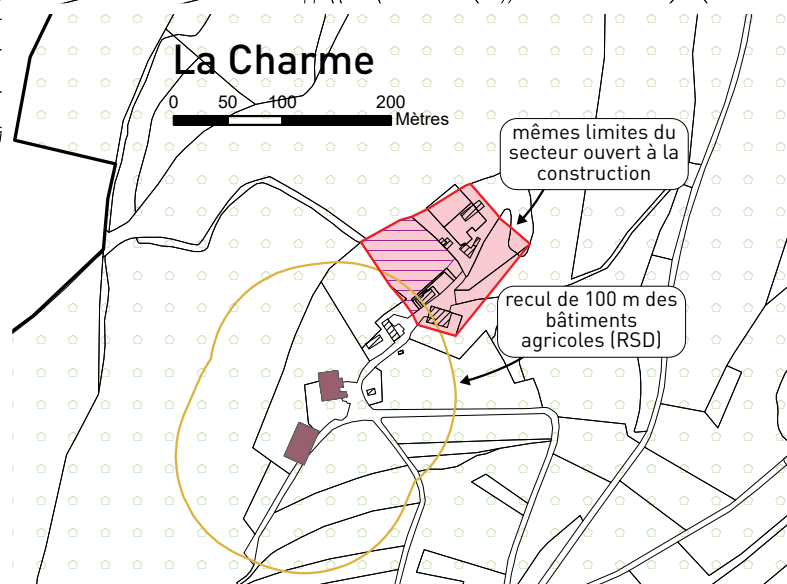 La Charme
0 50 100 200
Mètres
mêmes limites du
secteur ouvert à la
construction
recul de 100 m des
bâtiments
agricoles (RSD)